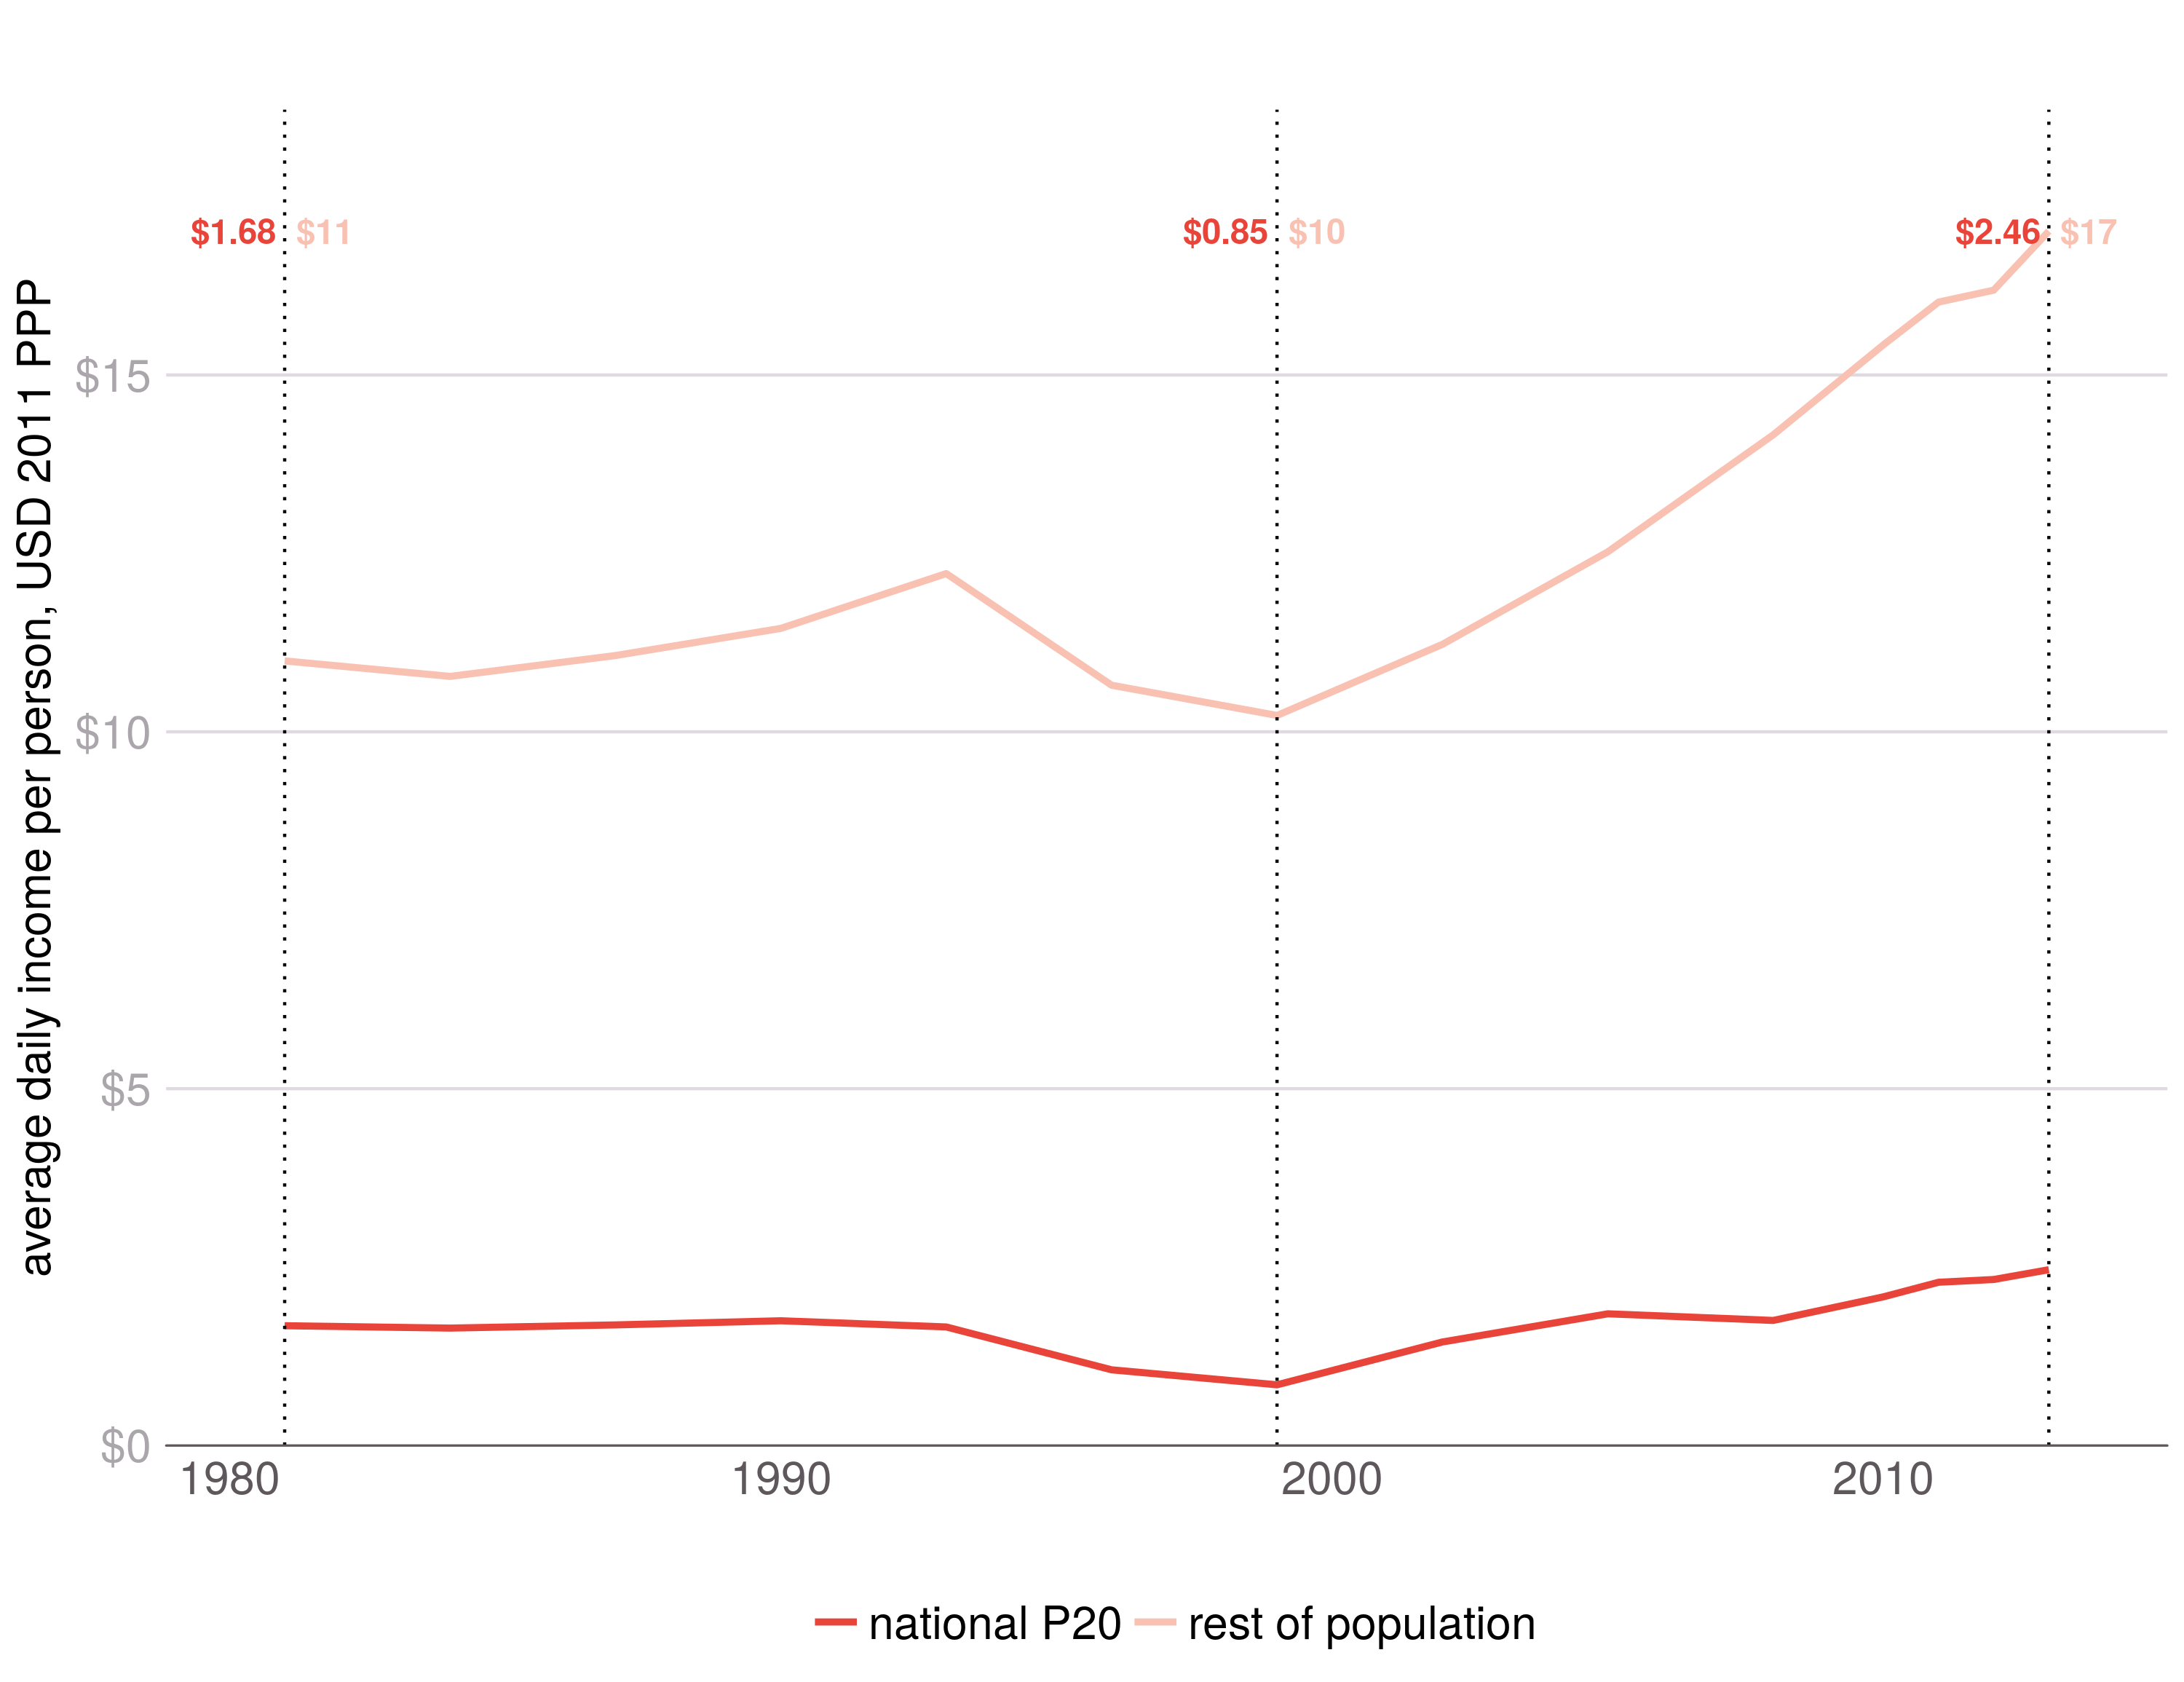 average daily income per person, USD 2011 PPP
$1.68 $11
$0.85 $10
$2.46 $17
$15
$10
$5
$0
1980 1990 2000 2010
national P20 rest of population